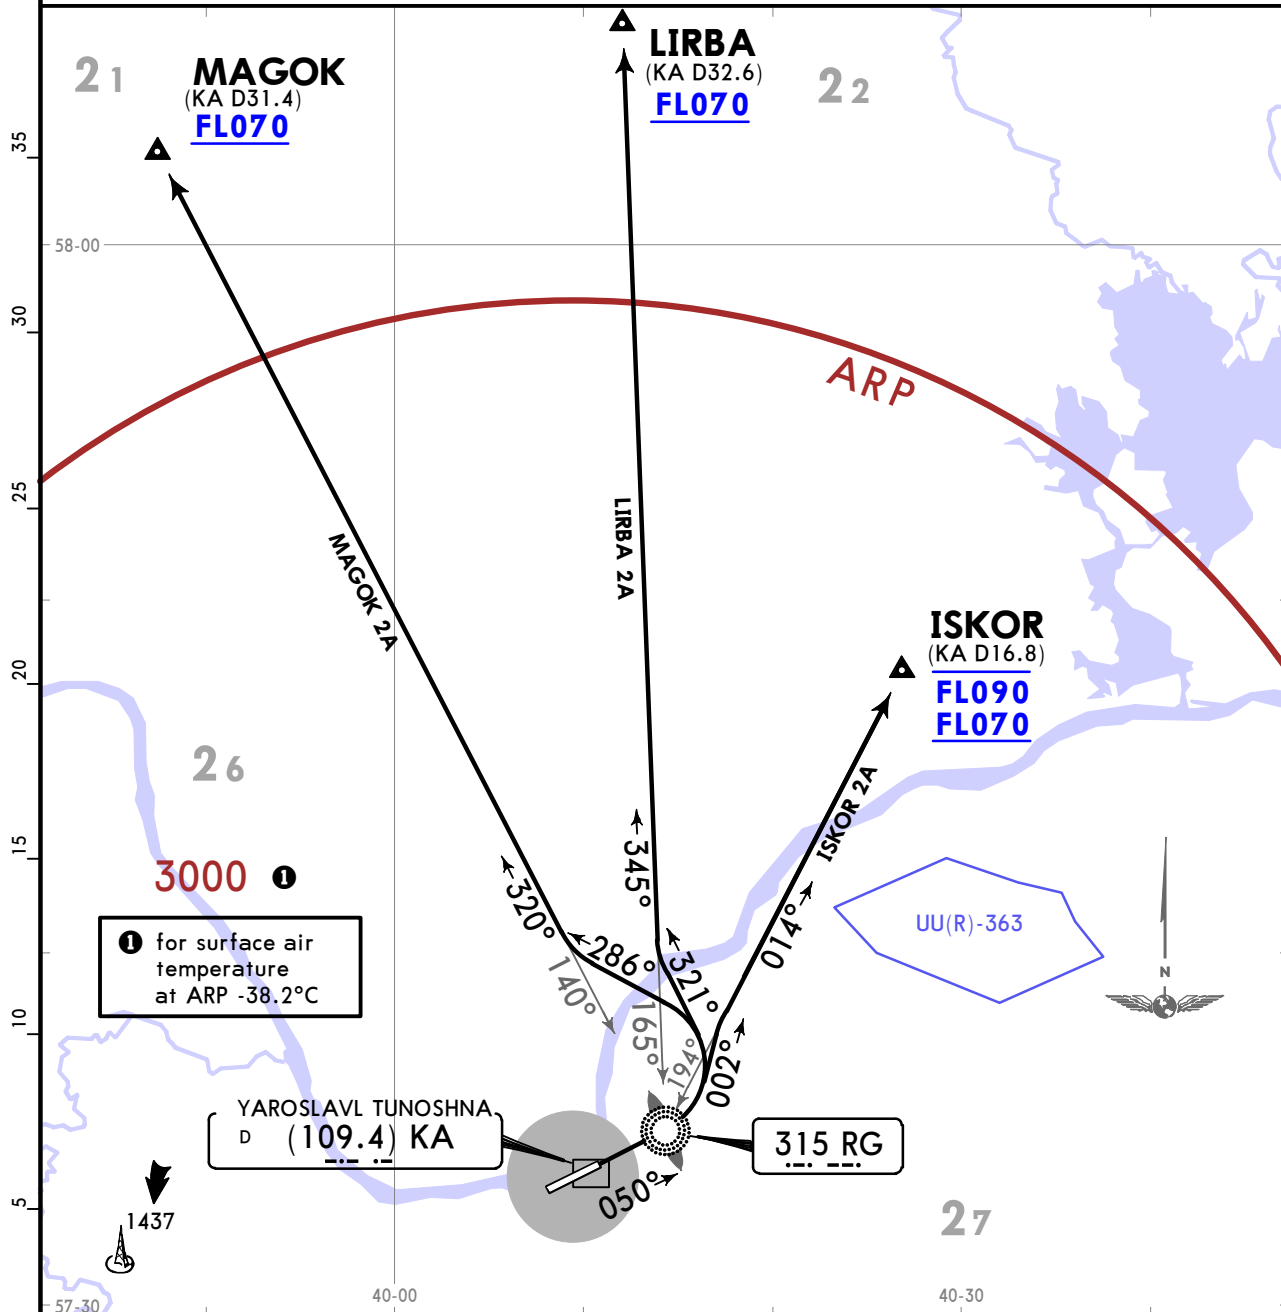 LIRBA
(KA D32.6)
FL070
MAGOK
(KA D31.4)
FL070
21
22
35
58-00
30
ARP
25
LIRBA 2A
MAGOK 2A
ISKOR
(KA D16.8)
FL090
FL070
20
26
ISKOR 2A
15
3000 1
345°
320°
014°
UU(R)-363
1 for surface air
temperature
at ARP -38.2°C
286°
321°
140°
165°
194°
002°
N
10
YAROSLAVL TUNOSHNA
D (109.4) KA
315 RG
050°
5
1437
27
57-30
40-00
40-30